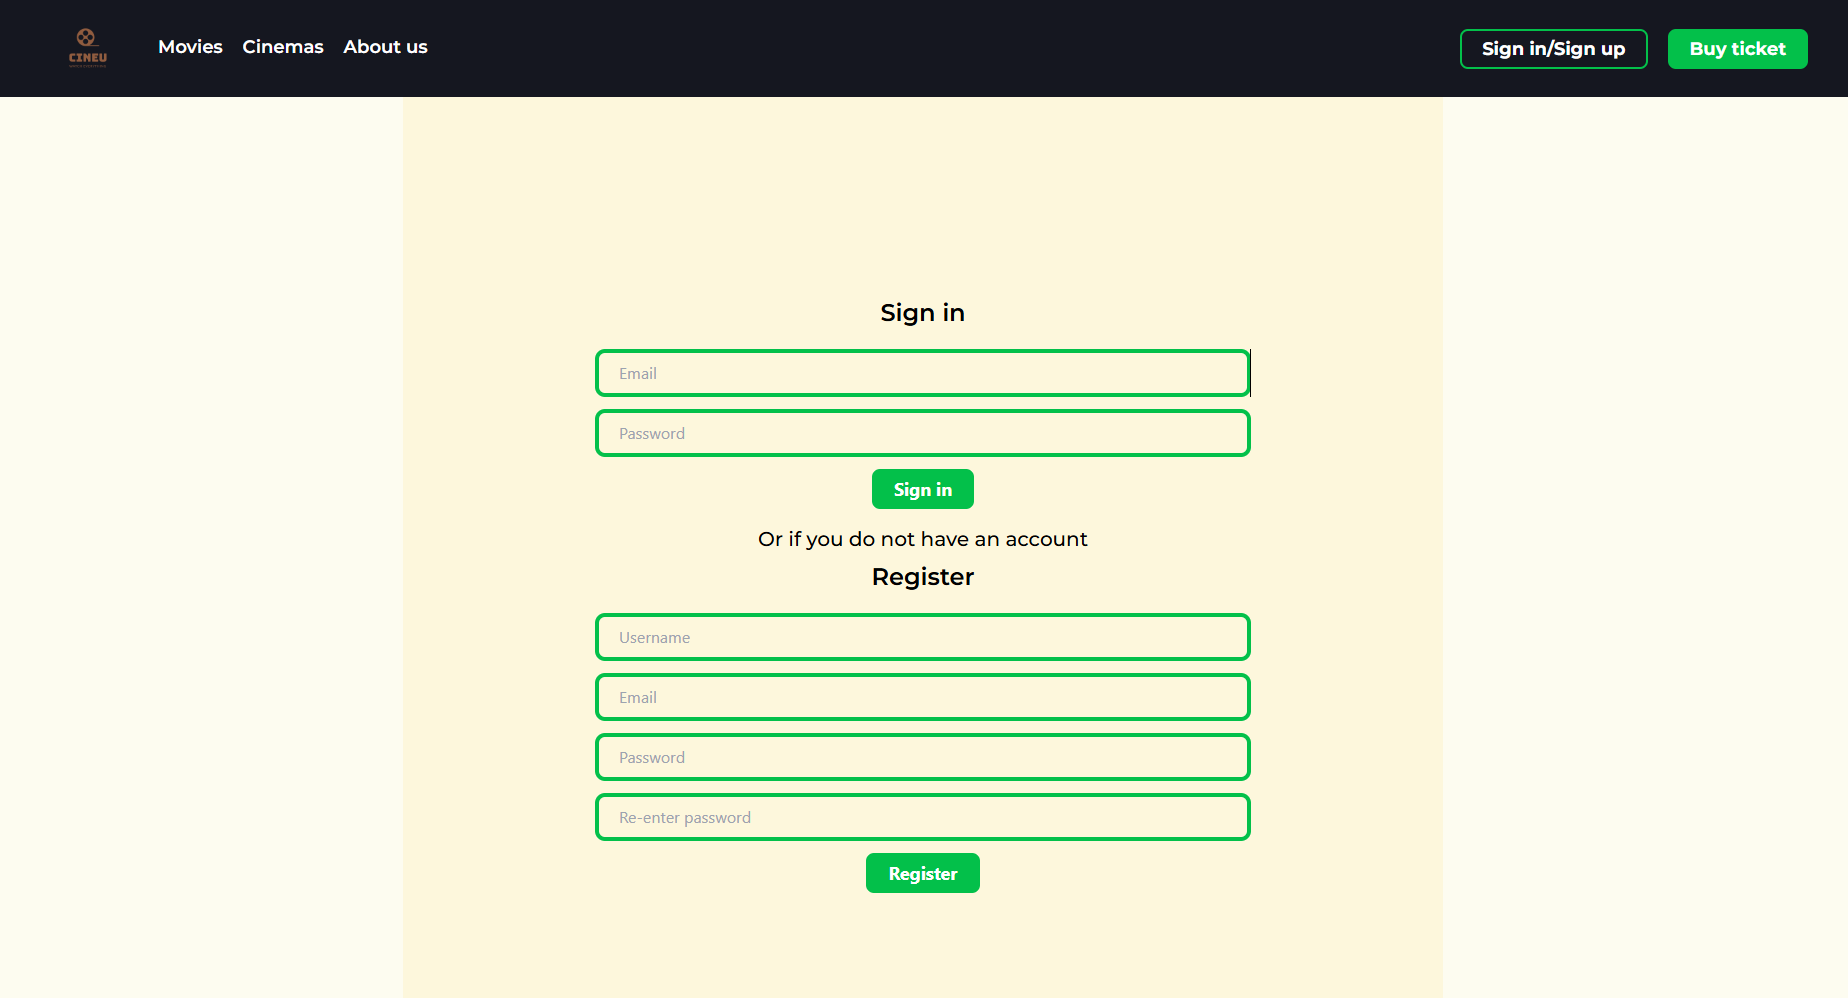 CINEU
Movies Cinemas About us
Sign in/Sign up Buy ticket
Sign in
Email
Password
Sign in
Or if you do not have an account
Register
Username
Email
Password
Re-enter password
Register